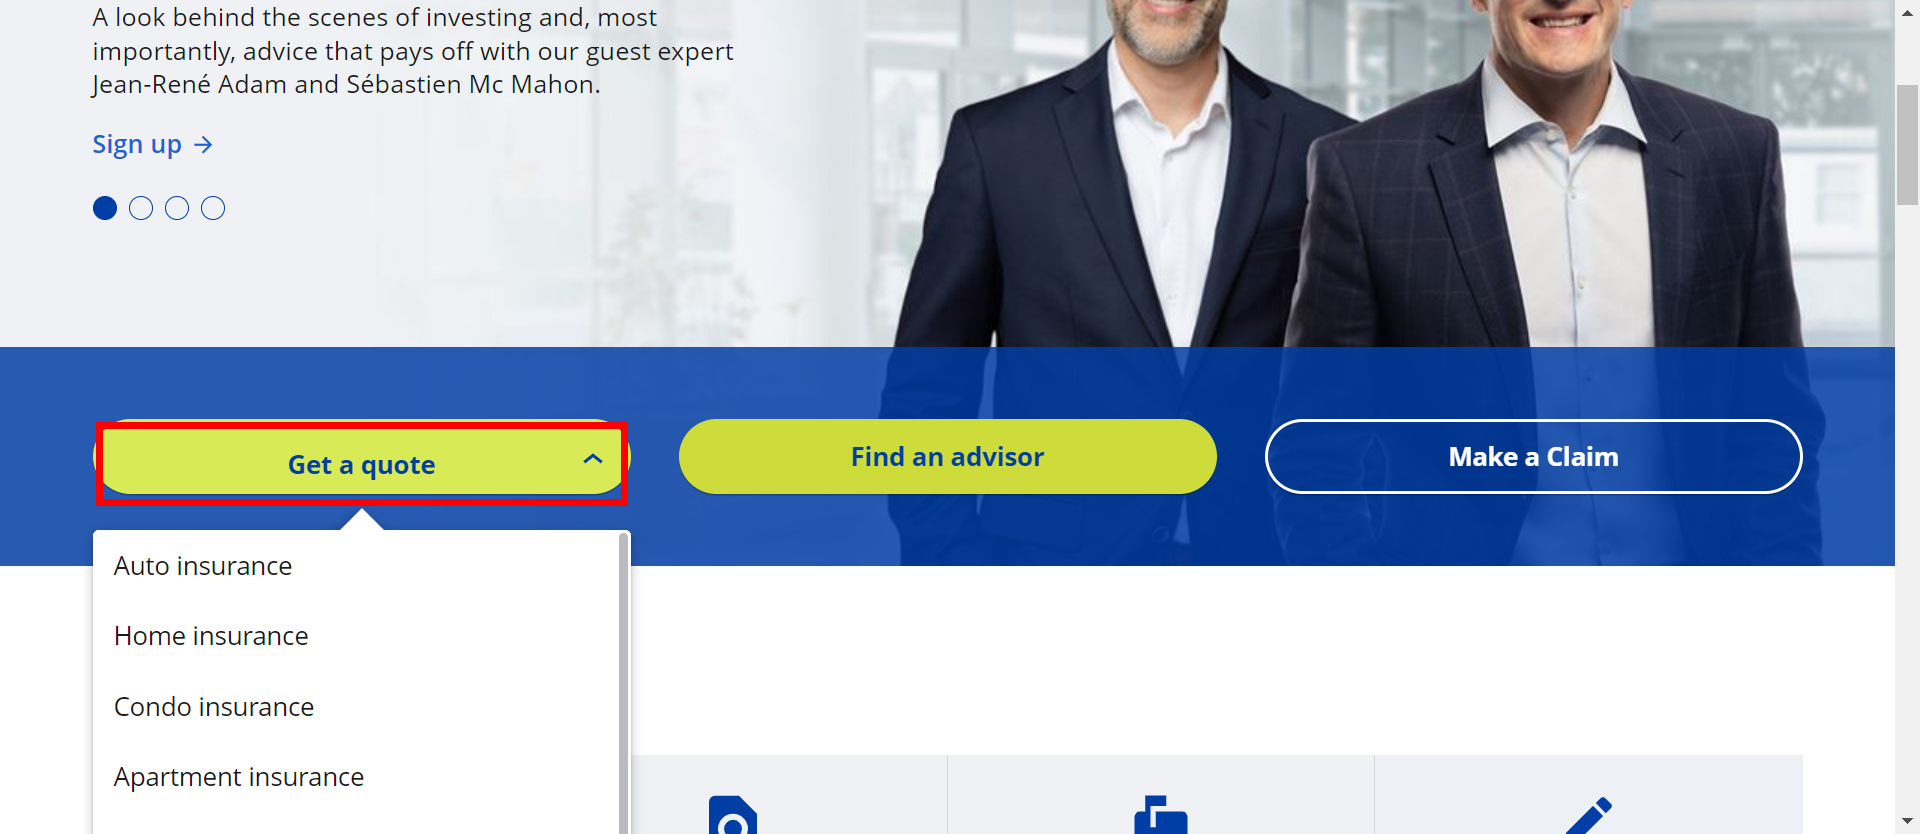 A look behind the scenes of investing and, most
importantly, advice that pays off with our guest expert
Jean-René Adam and Sébastien Mc Mahon.
Sign up →
Get a quote
Find an advisor
Make a Claim
Auto insurance
Home insurance
Condo insurance
Apartment insurance